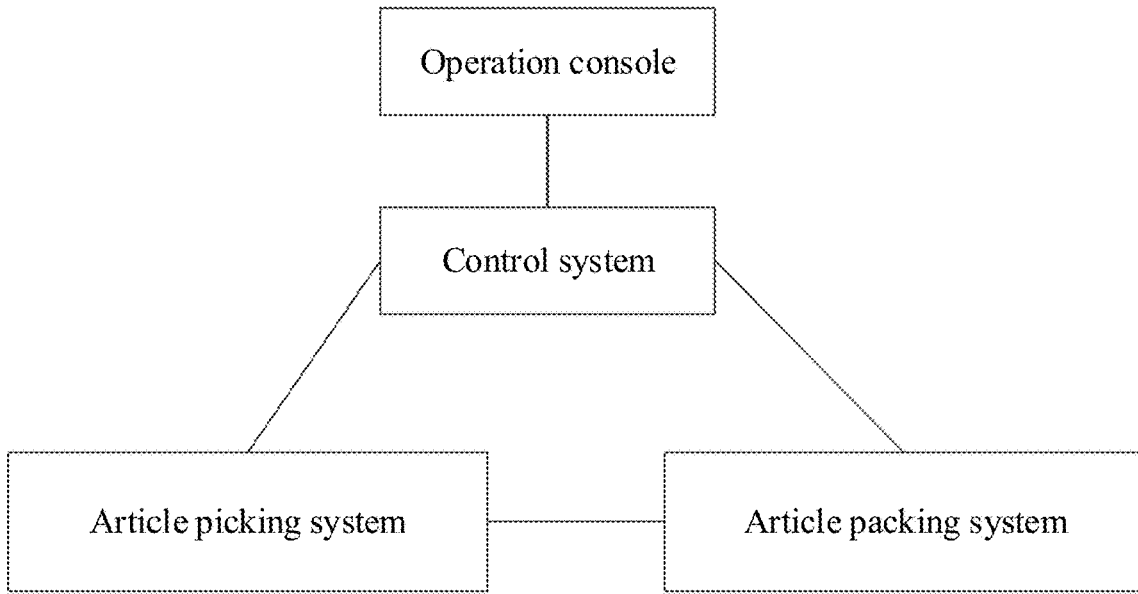 Operation console
Control system
Article picking system
Article packing system